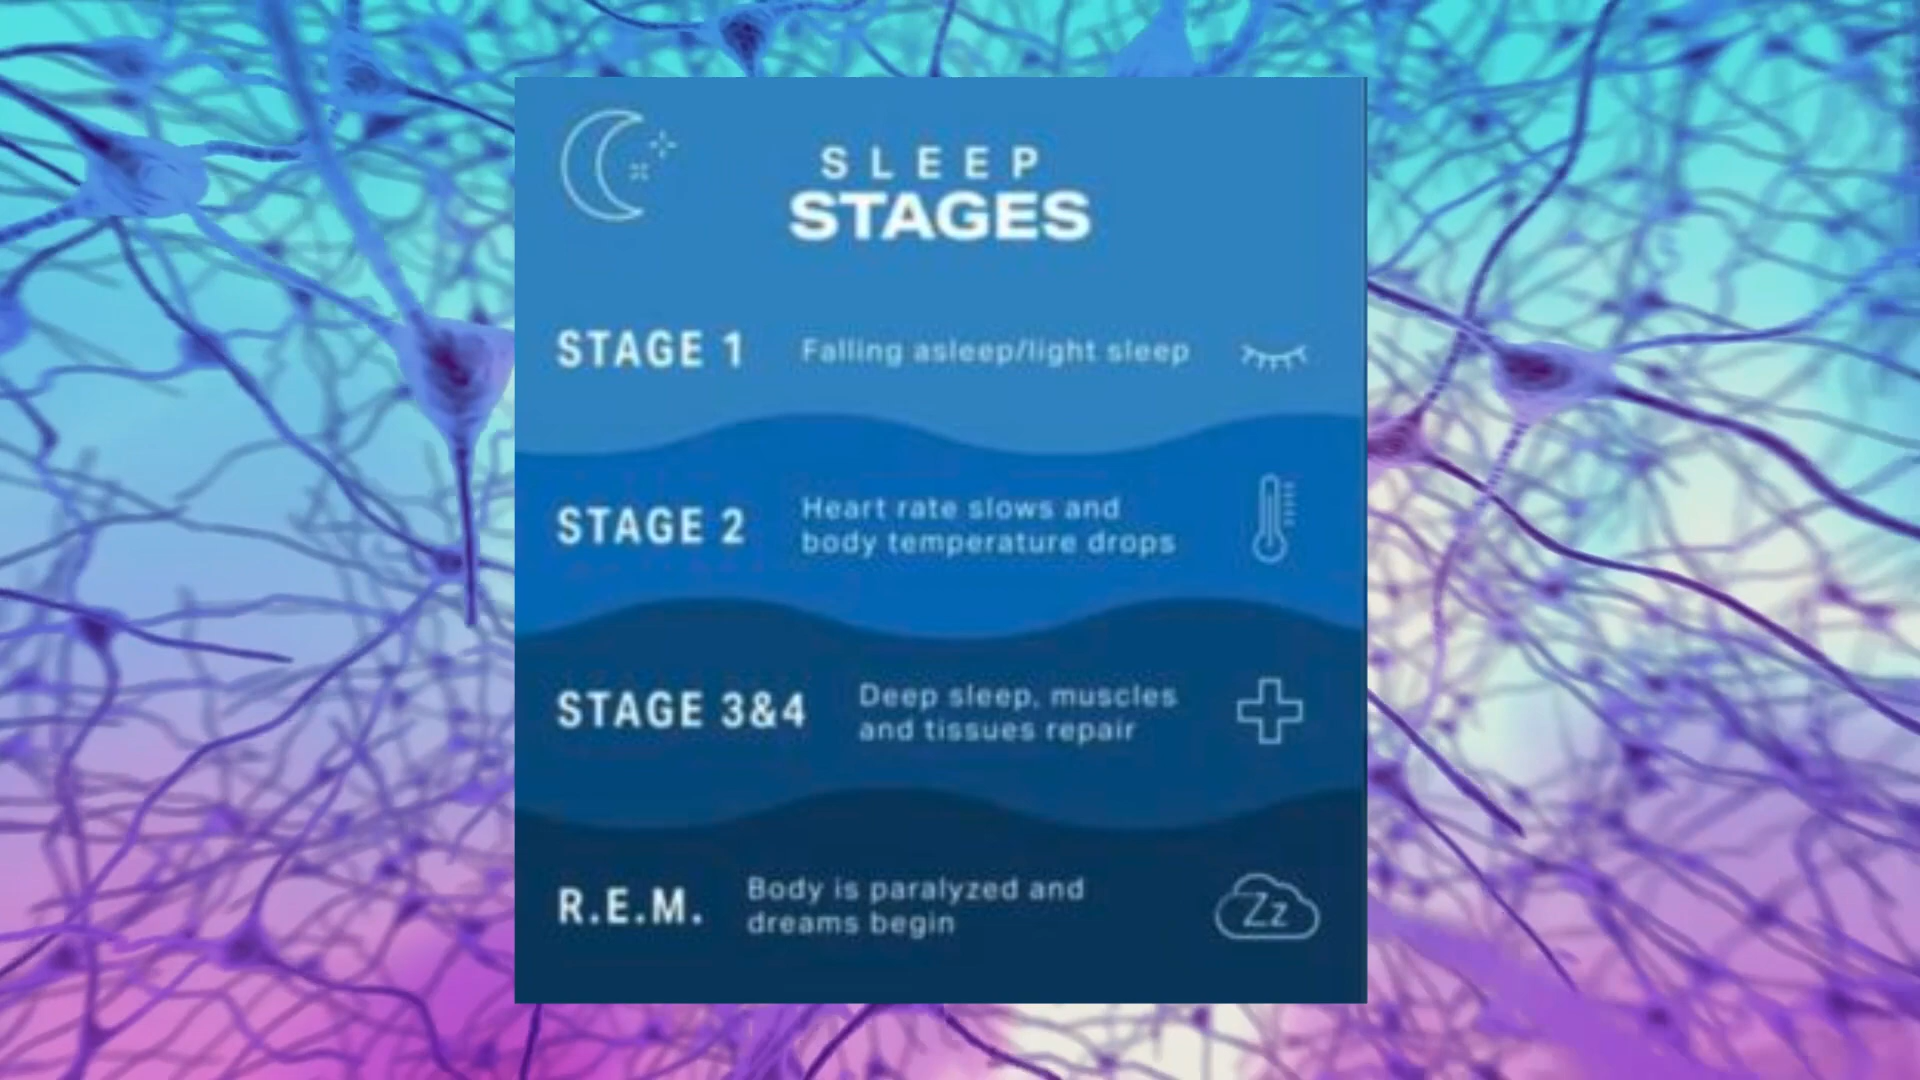 SLEEP
STAGES
STAGE 1
Falling asleep/light sleep
STAGE 2
Heart rate slows and
body temperature drops
STAGE 3&4
Deep sleep, muscles
and tissues repair
R.E.M.
Body is paralyzed and
dreams begin
Zz